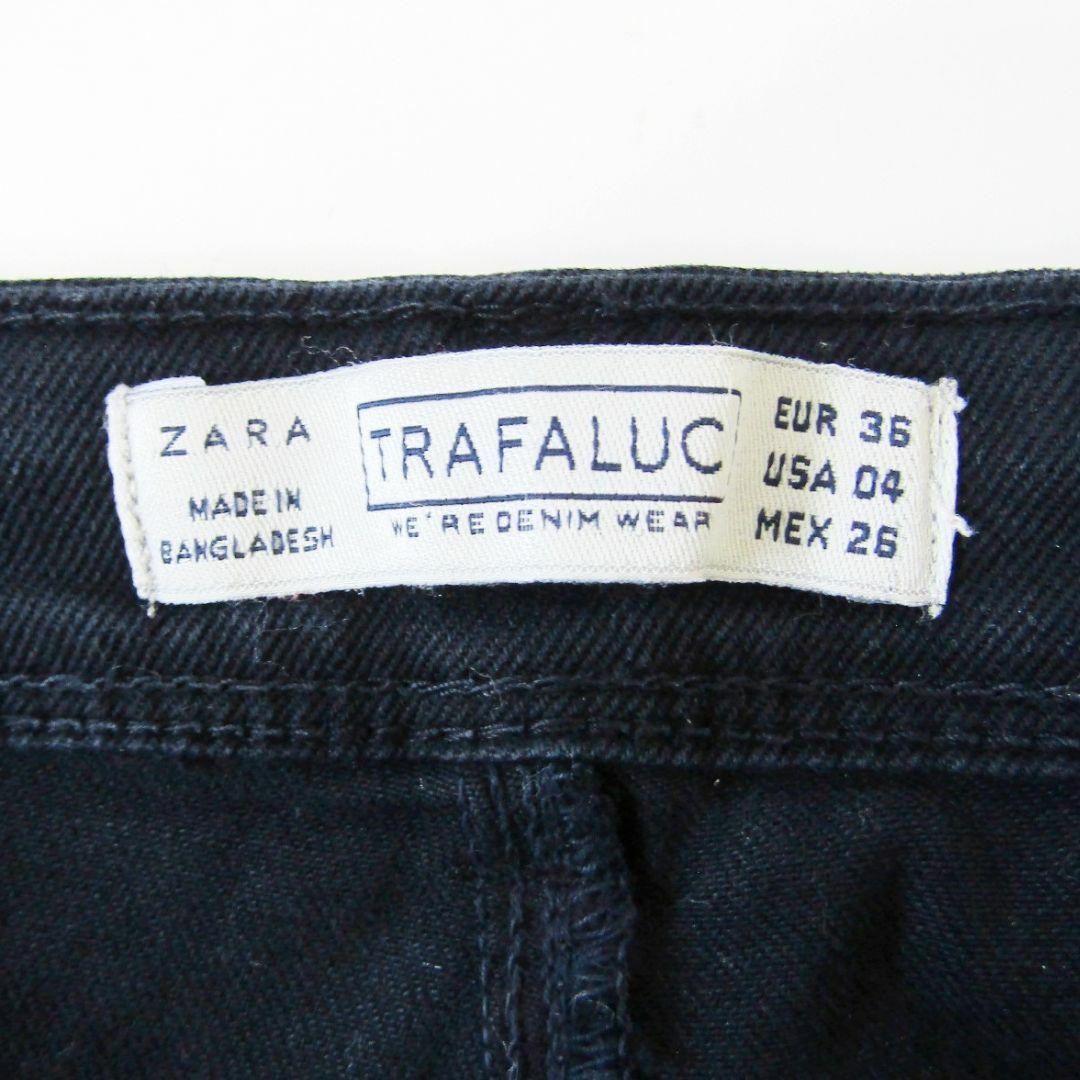 ZARA
MADE IN
BANGLADESH
TRAFALUC
WE'RE DENIM WEAR
EUR 36
USA 04
MEX 26